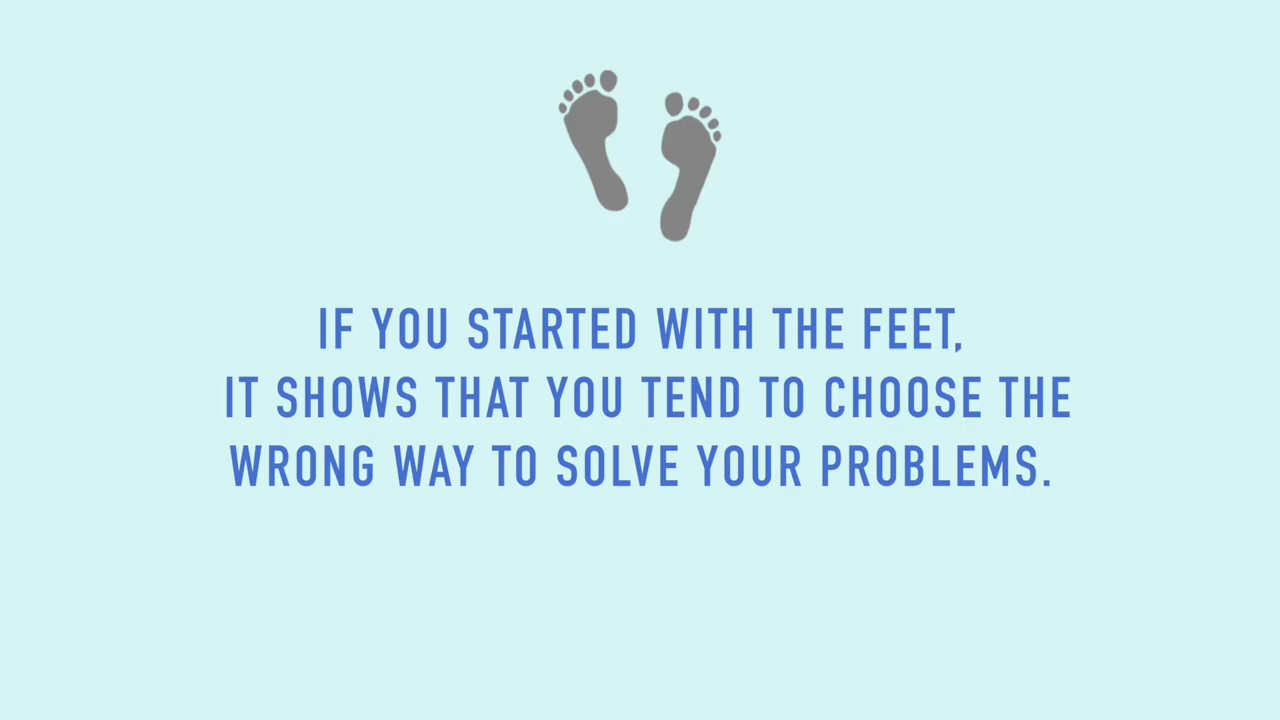 IF YOU STARTED WITH THE FEET,
IT SHOWS THAT YOU TEND TO CHOOSE THE
WRONG WAY TO SOLVE YOUR PROBLEMS.